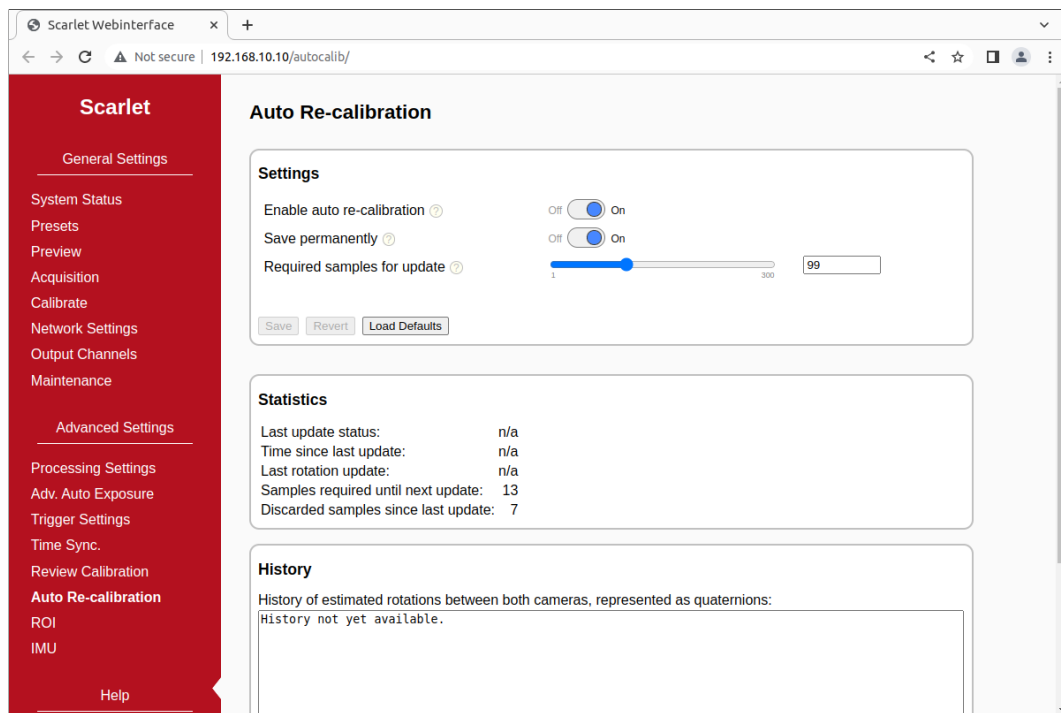 Scarlet Webinterface
Not secure 192.168.10.10/autocalib/
Scarlet
General Settings
System Status
Presets
Preview
Acquisition
Calibrate
Network Settings
Output Channels
Maintenance
Advanced Settings
Processing Settings
Adv. Auto Exposure
Trigger Settings
Time Sync.
Review Calibration
Auto Re-calibration
ROI
IMU
Help
Auto Re-calibration
Settings
Enable auto re-calibration ? Off On
Save permanently ? Off On
Required samples for update ? 99
1 300
Save Revert Load Defaults
Statistics
Last update status: n/a
Time since last update: n/a
Last rotation update: n/a
Samples required until next update: 13
Discarded samples since last update: 7
History
History of estimated rotations between both cameras, represented as quaternions:
History not yet available.